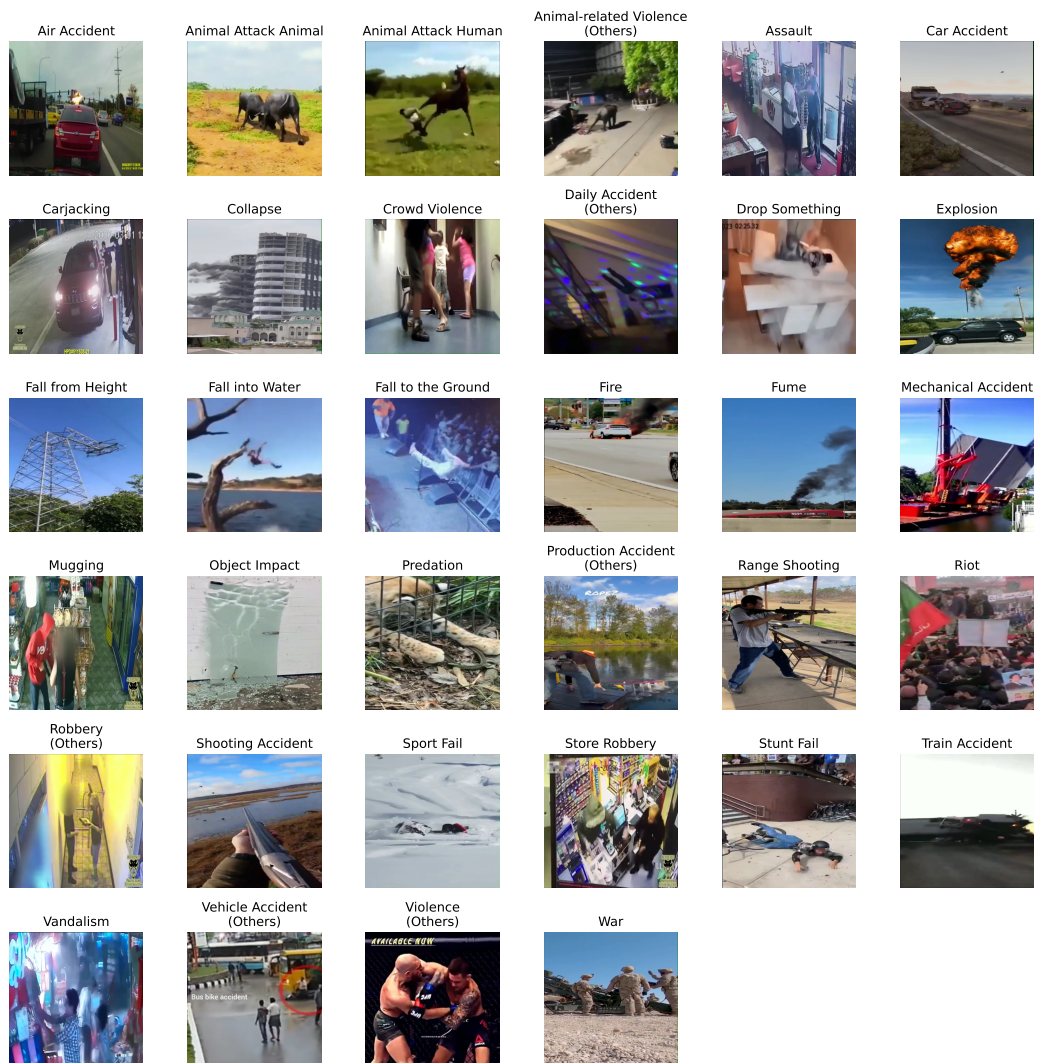 Air Accident
Animal Attack Animal
Animal Attack Human
Animal-related Violence
(Others)
Assault
Car Accident
Carjacking
Collapse
Crowd Violence
Daily Accident
(Others)
Drop Something
Explosion
Fall from Height
Fall into Water
Fall to the Ground
Fire
Fume
Mechanical Accident
Mugging
Object Impact
Predation
Production Accident
(Others)
Range Shooting
Riot
Robbery
(Others)
Shooting Accident
Sport Fail
Store Robbery
Stunt Fail
Train Accident
Vandalism
Vehicle Accident
(Others)
Bus bike accident
Violence
(Others)
AVAILABLE NOW
War